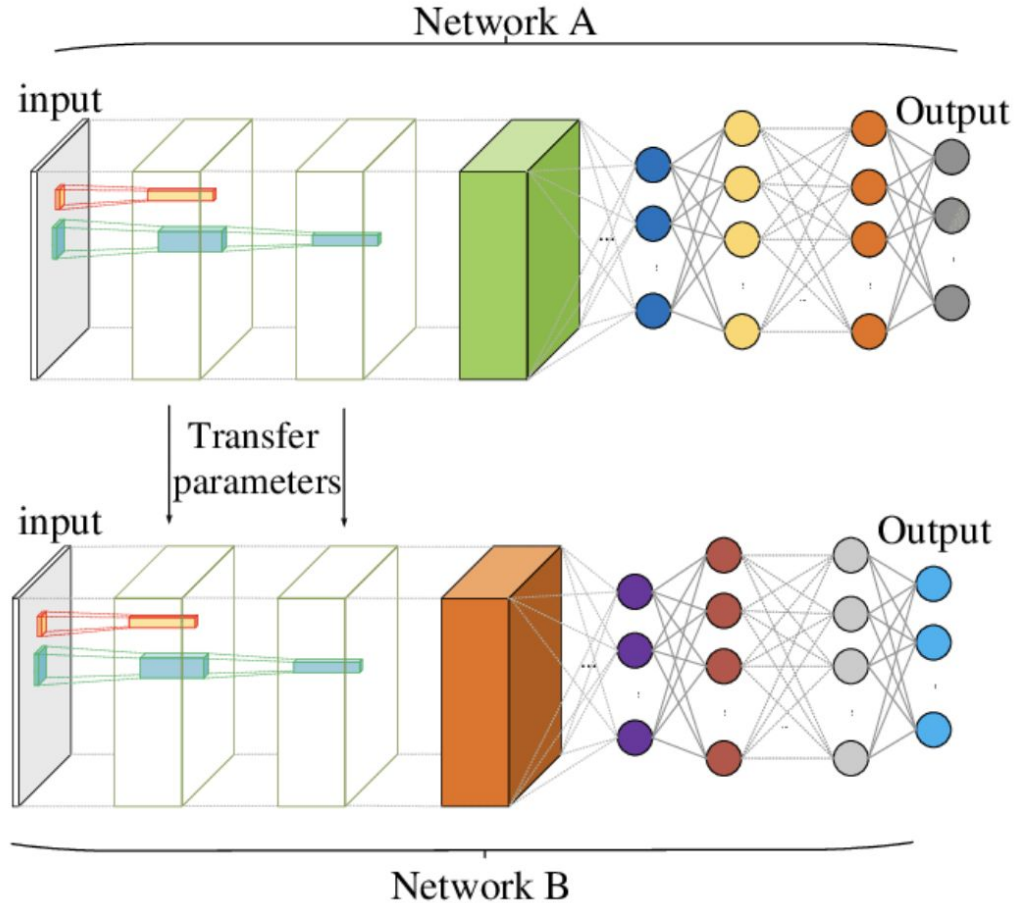 Network A
input
Output
...
Transfer
parameters
input
Output
...
Network B